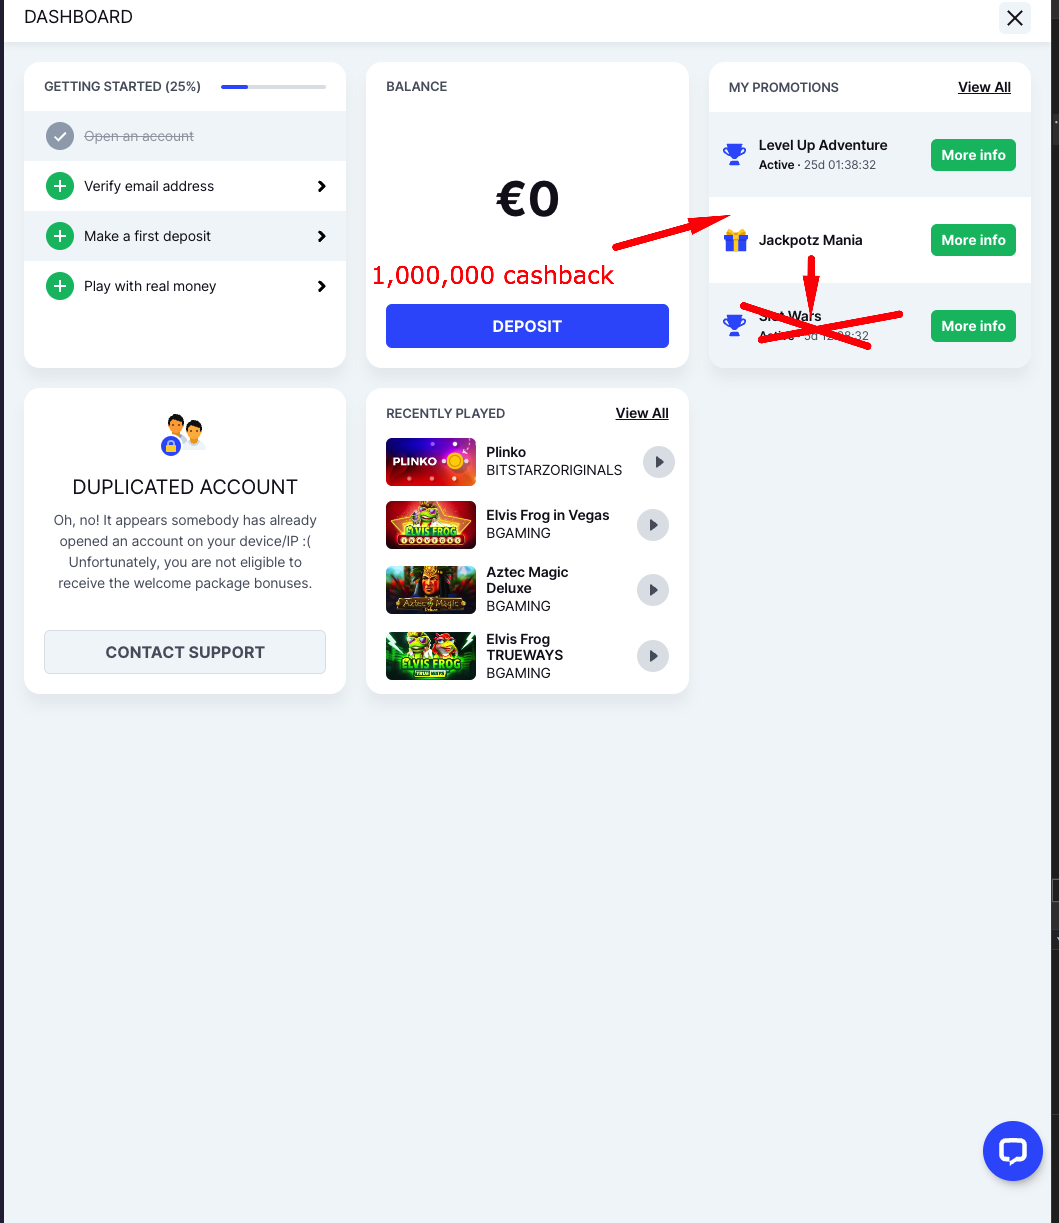 DASHBOARD
GETTING STARTED (25%)
Open an account
Verify email address
Make a first deposit
Play with real money
BALANCE
€0
1,000,000 cashback
DEPOSIT
MY PROMOTIONS
View All
Level Up Adventure
Active · 25d 01:38:32
More info
Jackpotz Mania
More info
Slot Wars
Active · 5d 12:38:32
More info
DUPLICATED ACCOUNT
Oh, no! It appears somebody has already
opened an account on your device/IP :(
Unfortunately, you are not eligible to
receive the welcome package bonuses.
CONTACT SUPPORT
RECENTLY PLAYED
View All
PLINKO
Plinko
BITSTARZORIGINALS
ELVIS FROG
Elvis Frog in Vegas
BGAMING
Aztec Magic
Deluxe
Aztec Magic
Deluxe
BGAMING
ELVIS FROG
TRUE WAYS
Elvis Frog
TRUEWAYS
BGAMING